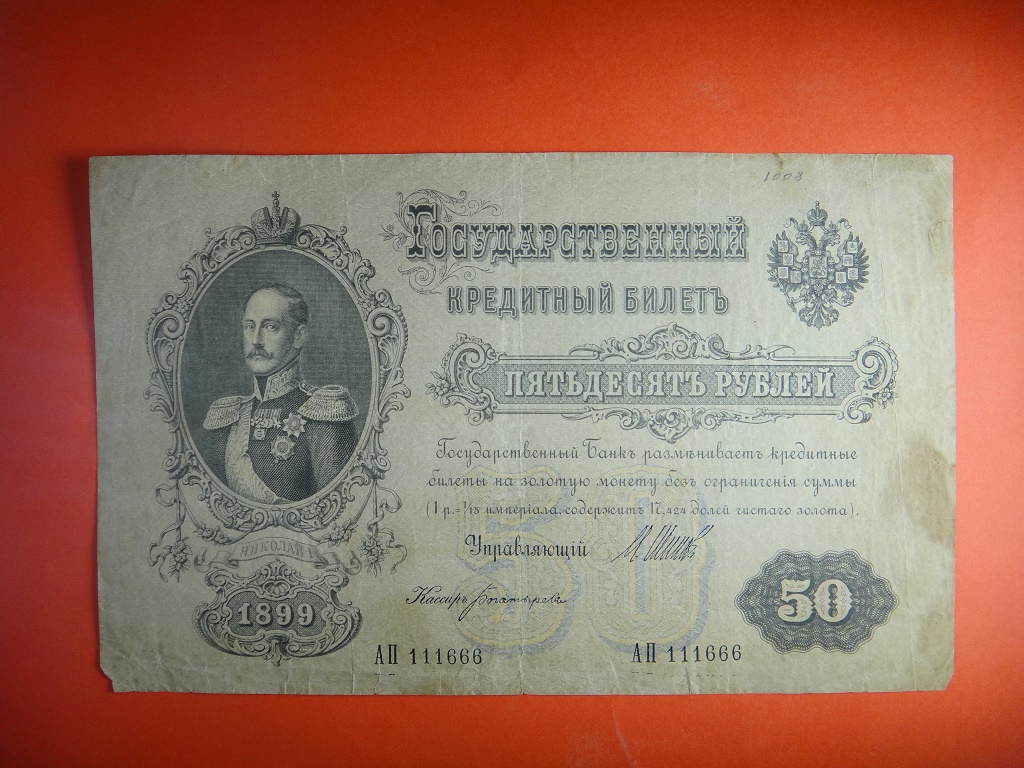 1003
Государственный
кредитный билетъ
пятьдесятъ рублей
Государственный Банкъ размѣниваетъ кредитные
билеты на золотую монету безъ ограниченія суммы
(1 р.=1/15 имперіала, содержитъ 17,424 долей чистаго золота).
50
Управляющій
Кассиръ
НИКОЛАЙ I
1899
50
АП 111666 АП 111666